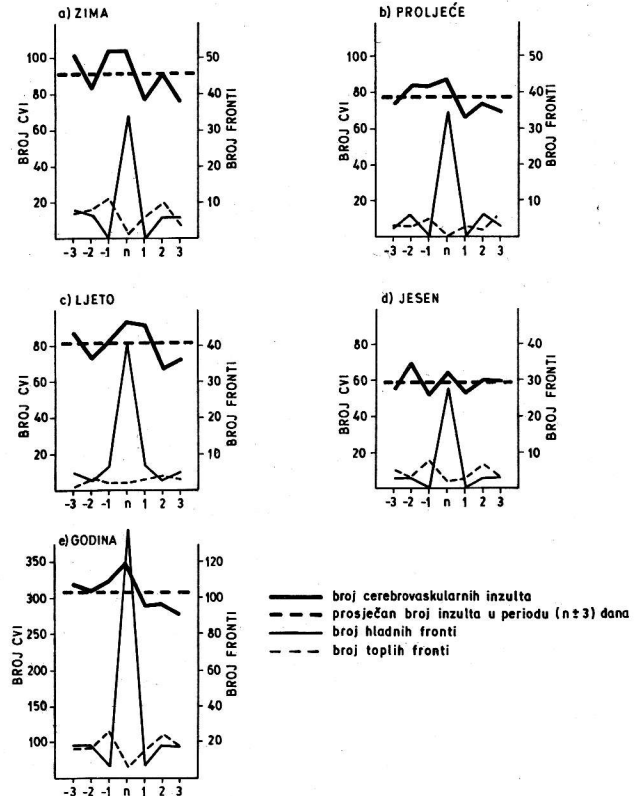 a) ZIMA
BROJ CVI
100
80
60
40
20
50
40
30
20
10
BROJ FRONTI
-3 -2 -1 n 1 2 3
b) PROLJEĆE
BROJ CVI
100
80
60
40
20
50
40
30
20
10
BROJ FRONTI
-3 -2 -1 n 1 2 3
c) LJETO
BROJ CVI
80
60
40
20
40
30
20
10
BROJ FRONTI
-3 -2 -1 n 1 2 3
d) JESEN
BROJ CVI
80
60
40
20
40
30
20
10
BROJ FRONTI
-3 -2 -1 n 1 2 3
e) GODINA
BROJ CVI
350
300
250
200
150
100
120
100
80
60
40
20
BROJ FRONTI
-3 -2 -1 n 1 2 3
broj cerebrovaskularnih inzulta
prosječan broj inzulta u periodu (n±3) dana
broj hladnih fronti
broj toplih fronti